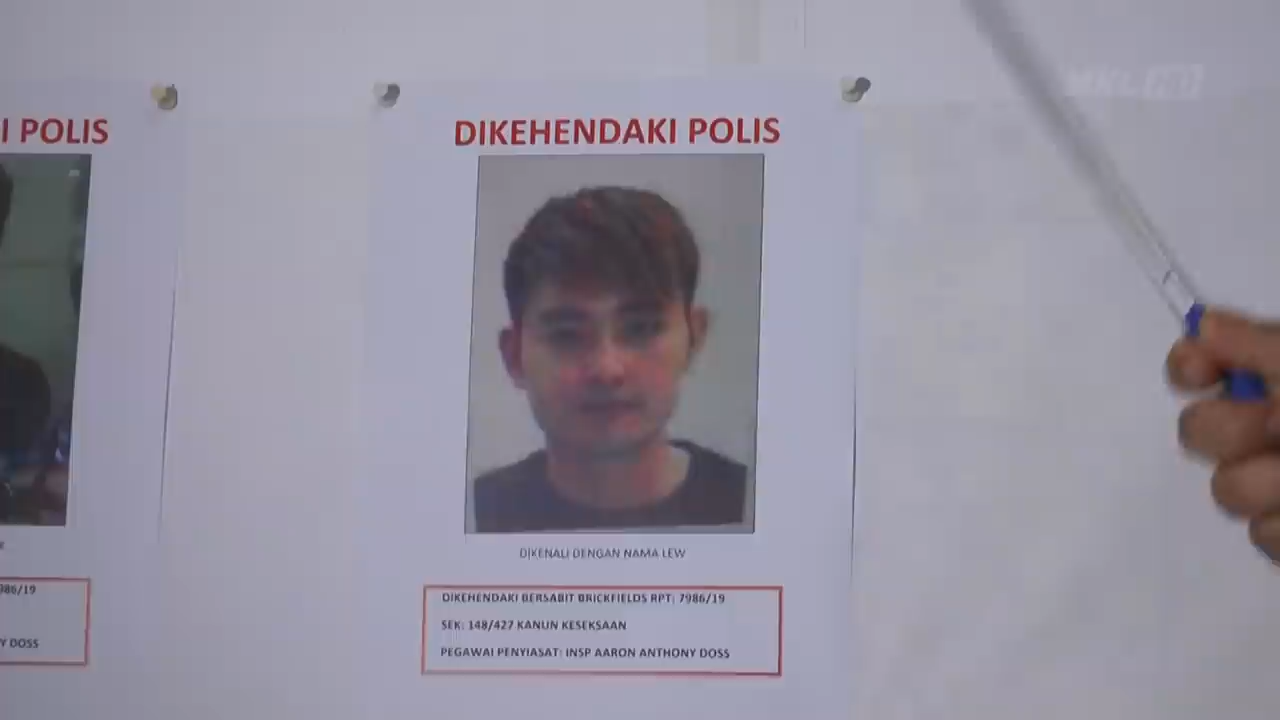 I POLIS
DIKEHENDAKI POLIS
DIKENALI DENGAN NAMA LEW
986/19
Y DOSS
DIKEHENDAKI BERSABIT BRICKFIELDS RPT: 7986/19
SEK: 148/427 KANUN KESEKSAAN
PEGAWAI PENYIASAT: INSP AARON ANTHONY DOSS